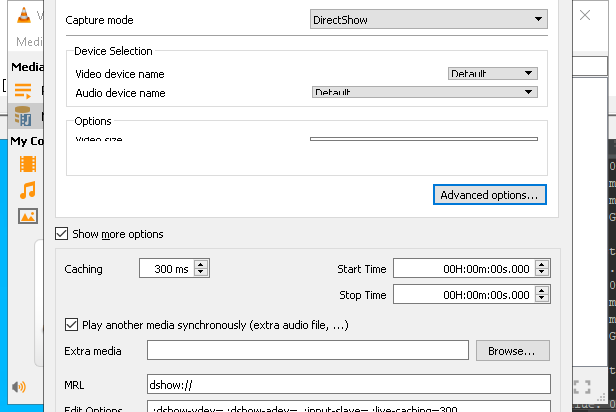 V
Capture mode DirectShow
Medi
Device Selection
Media
Video device name Default
Audio device name Default
Options
Video size
My Co
Advanced options...
Show more options
Caching 300 ms Start Time 00H:00m:00s.000
Stop Time 00H:00m:00s.000
Play another media synchronously (extra audio file, ...)
Extra media Browse...
MRL dshow://
Edit Options :dshow-vdev= :dshow-adev= :input-slave= :live-caching=300